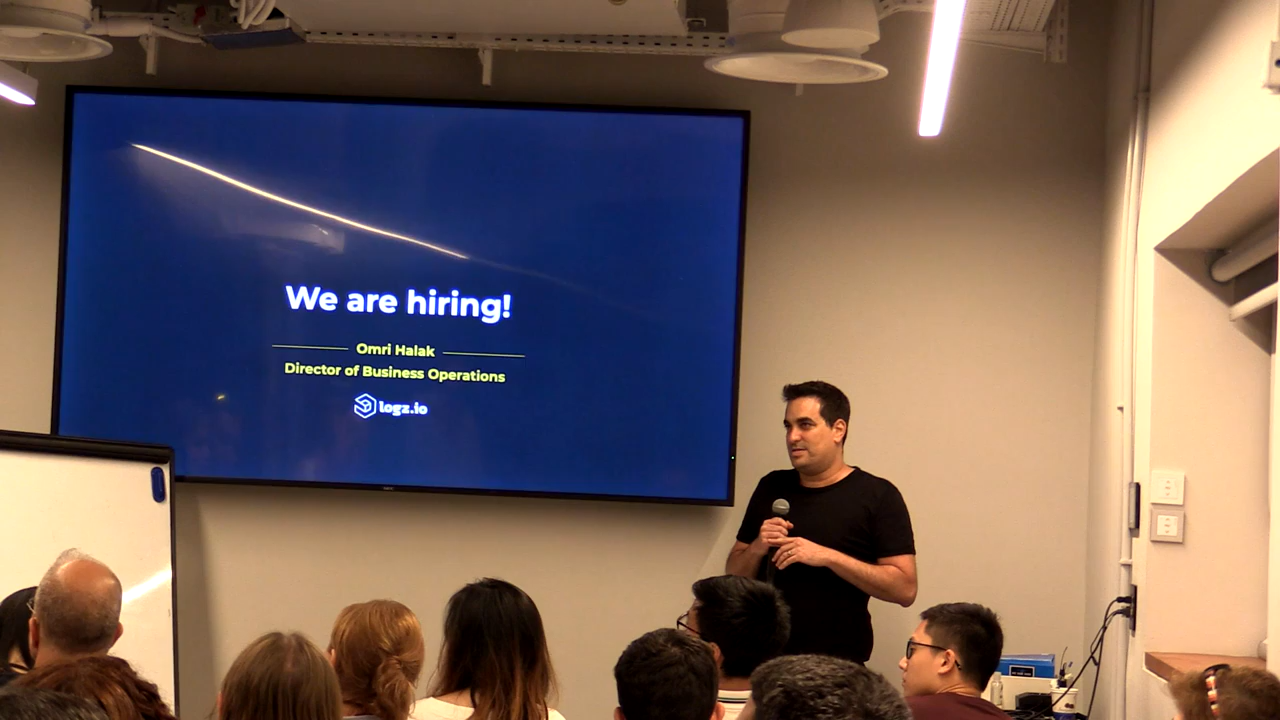 We are hiring!
Omri Halak
Director of Business Operations
logz.io